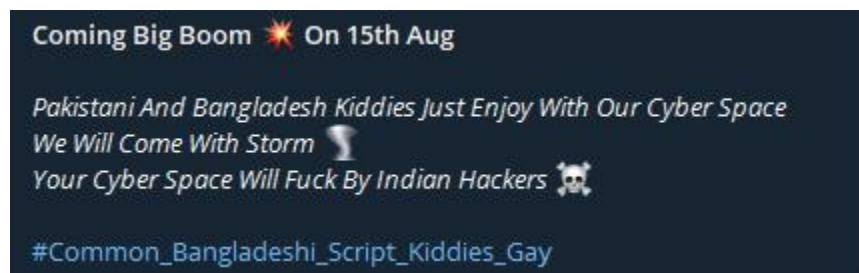 Coming Big Boom 💥 On 15th Aug
Pakistani And Bangladesh Kiddies Just Enjoy With Our Cyber Space
We Will Come With Storm 🌪
Your Cyber Space Will Fuck By Indian Hackers ☠
#Common_Bangladeshi_Script_Kiddies_Gay